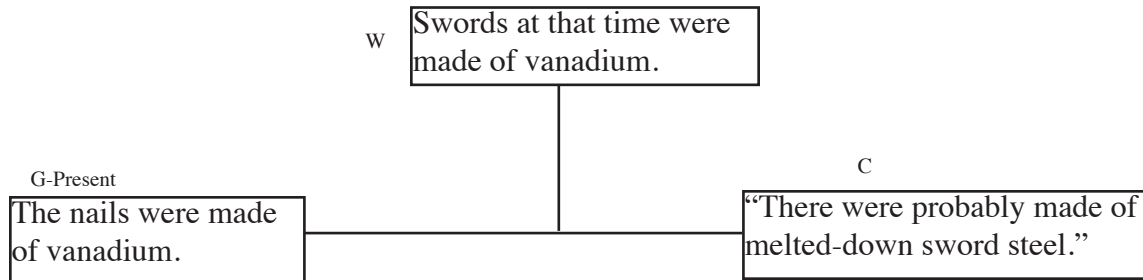 W
Swords at that time were
made of vanadium.
G-Present
The nails were made
of vanadium.
C
“There were probably made of
melted-down sword steel.”